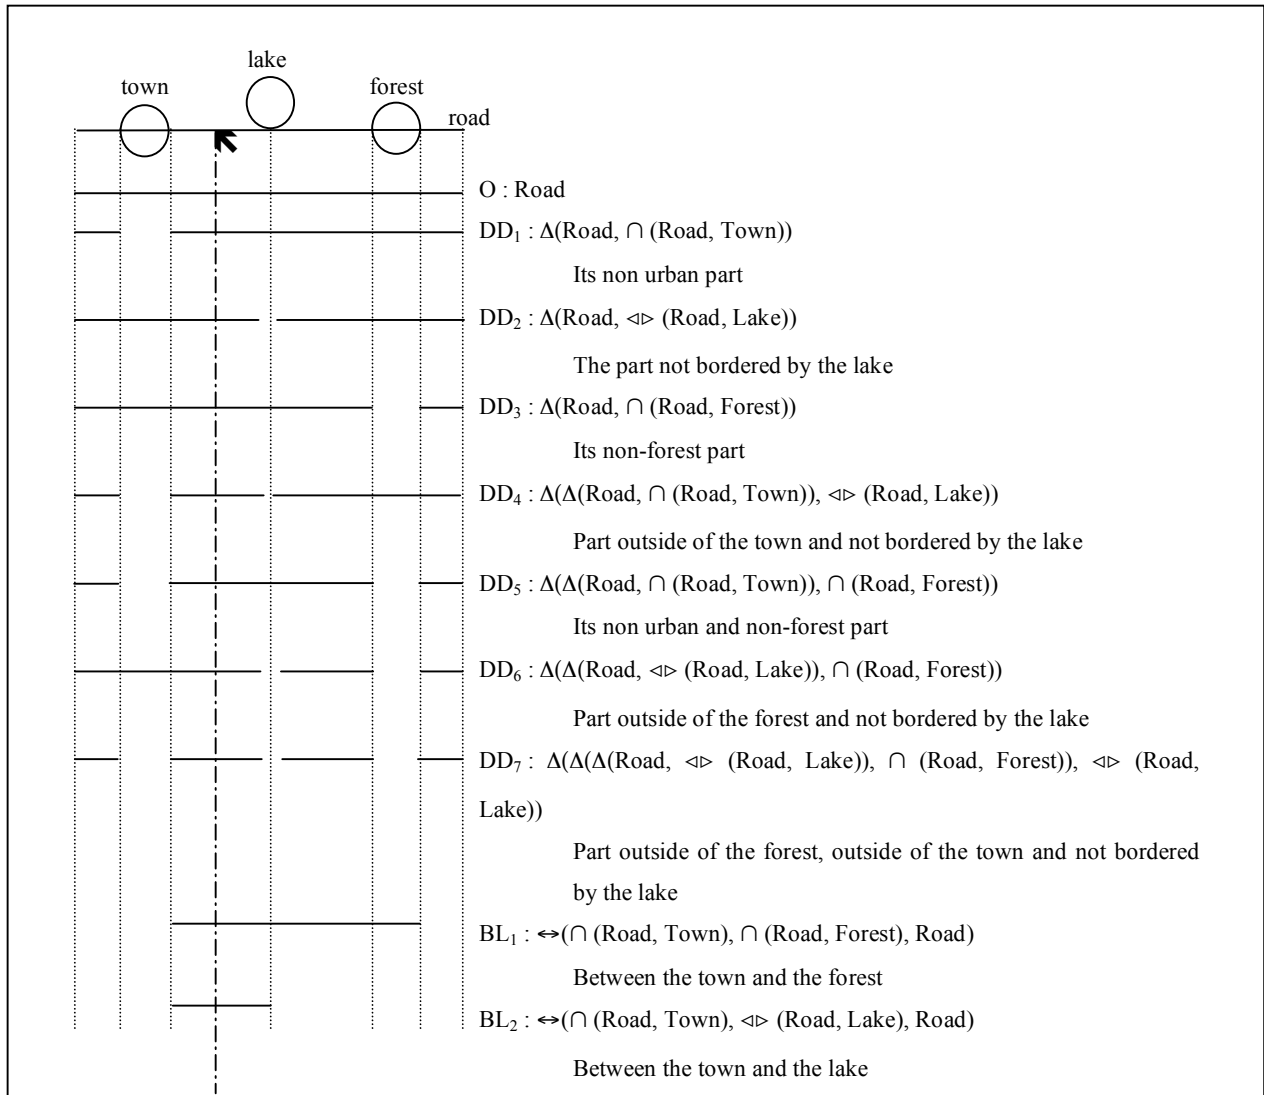 lake
town
forest
road
O : Road
DD₁ : Δ(Road, ∩ (Road, Town))
Its non urban part
DD₂ : Δ(Road, ⊲⊳ (Road, Lake))
The part not bordered by the lake
DD₃ : Δ(Road, ∩ (Road, Forest))
Its non-forest part
DD₄ : Δ(Δ(Road, ∩ (Road, Town)), ⊲⊳ (Road, Lake))
Part outside of the town and not bordered by the lake
DD₅ : Δ(Δ(Road, ∩ (Road, Town)), ∩ (Road, Forest))
Its non urban and non-forest part
DD₆ : Δ(Δ(Road, ⊲⊳ (Road, Lake)), ∩ (Road, Forest))
Part outside of the forest and not bordered by the lake
DD₇ : Δ(Δ(Δ(Road, ⊲⊳ (Road, Lake)), ∩ (Road, Forest)), ⊲⊳ (Road,
Lake))
Part outside of the forest, outside of the town and not bordered
by the lake
BL₁ : ↔(∩ (Road, Town), ∩ (Road, Forest), Road)
Between the town and the forest
BL₂ : ↔(∩ (Road, Town), ⊲⊳ (Road, Lake), Road)
Between the town and the lake